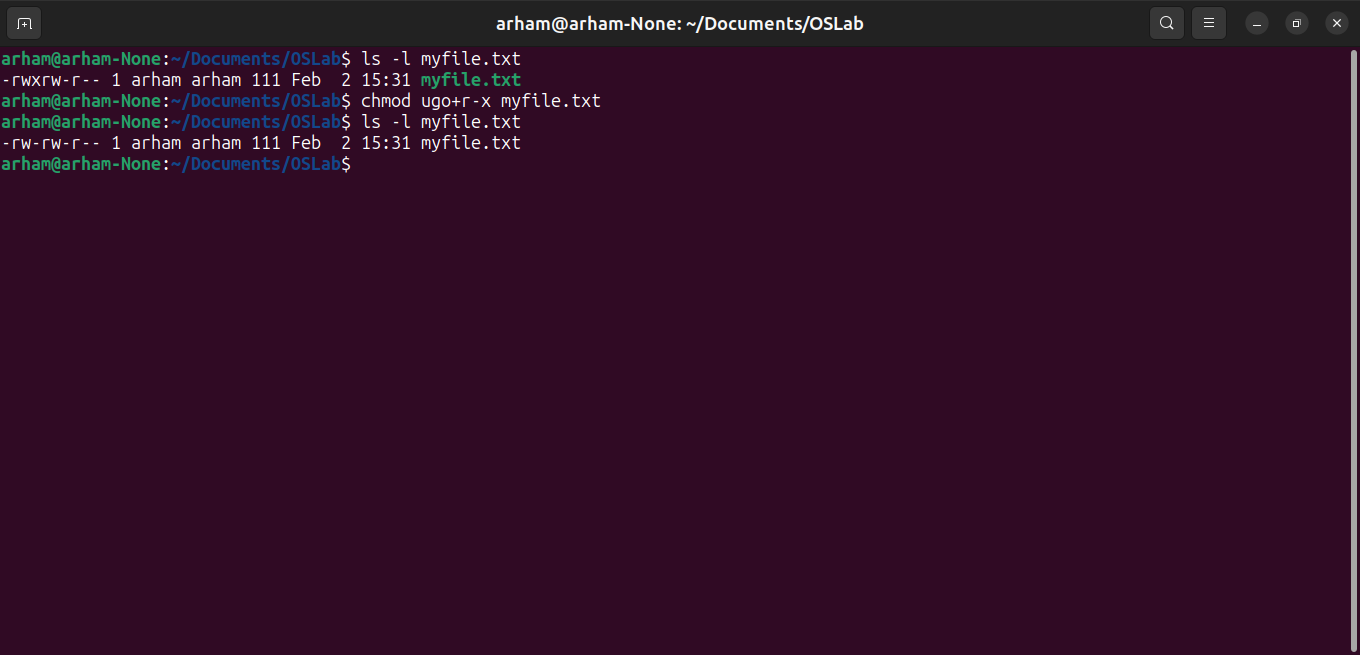 arham@arham-None: ~/Documents/OSLab
arham@arham-None:~/Documents/OSLab$ ls -l myfile.txt
-rwxrw-r-- 1 arham arham 111 Feb  2 15:31 myfile.txt
arham@arham-None:~/Documents/OSLab$ chmod ugo+r-x myfile.txt
arham@arham-None:~/Documents/OSLab$ ls -l myfile.txt
-rw-rw-r-- 1 arham arham 111 Feb  2 15:31 myfile.txt
arham@arham-None:~/Documents/OSLab$